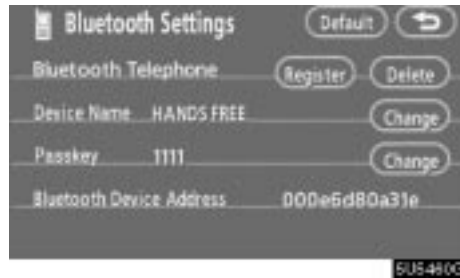 Bluetooth Settings Default
Bluetooth Telephone Register Delete
Device Name HANDS FREE Change
Passkey 1111 Change
Bluetooth Device Address 000e6d80a31e